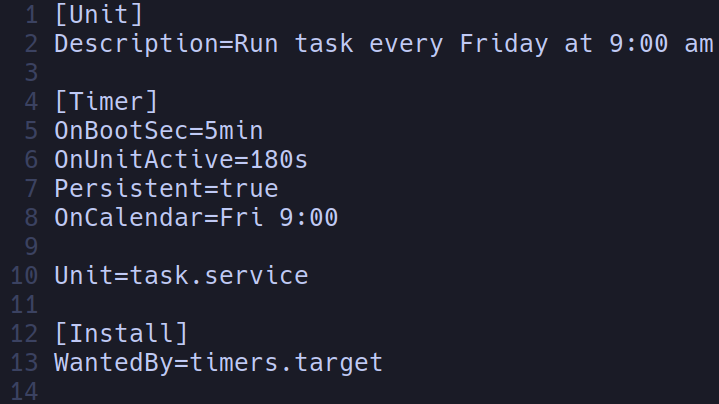 1 [Unit]
2 Description=Run task every Friday at 9:00 am
3
4 [Timer]
5 OnBootSec=5min
6 OnUnitActive=180s
7 Persistent=true
8 OnCalendar=Fri 9:00
9
10 Unit=task.service
11
12 [Install]
13 WantedBy=timers.target
14